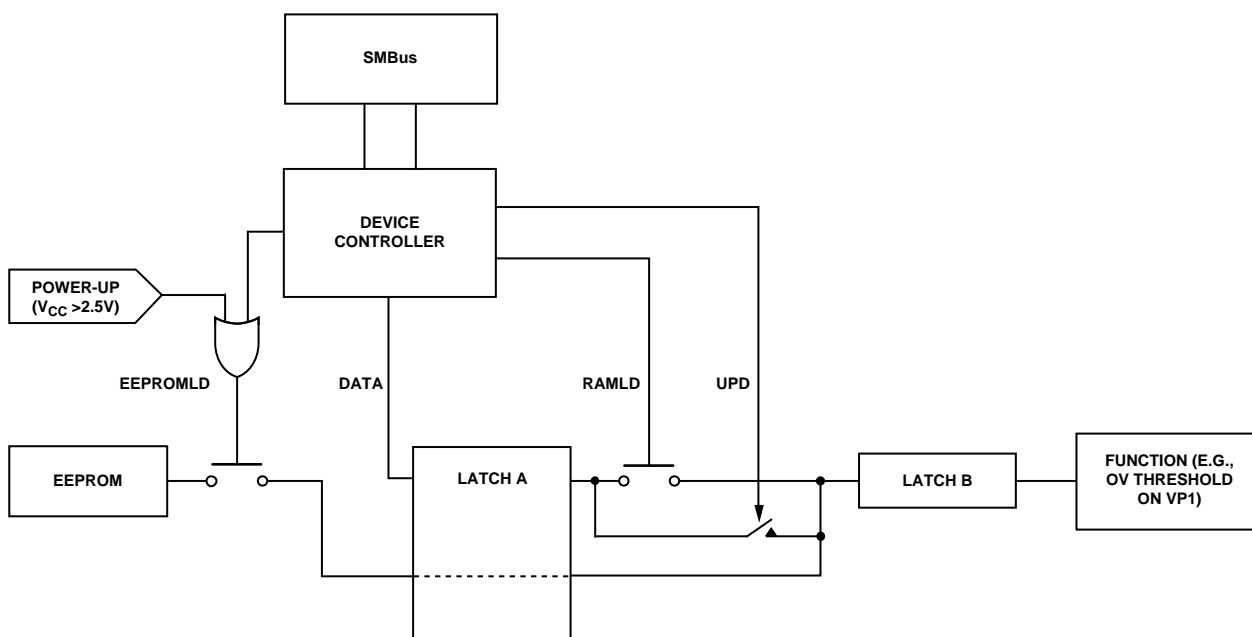 SMBus
DEVICE
CONTROLLER
POWER-UP
(VCC >2.5V)
EEPROMLD
DATA
RAMLD
UPD
EEPROM
LATCH A
LATCH B
FUNCTION (E.G.,
OV THRESHOLD
ON VP1)